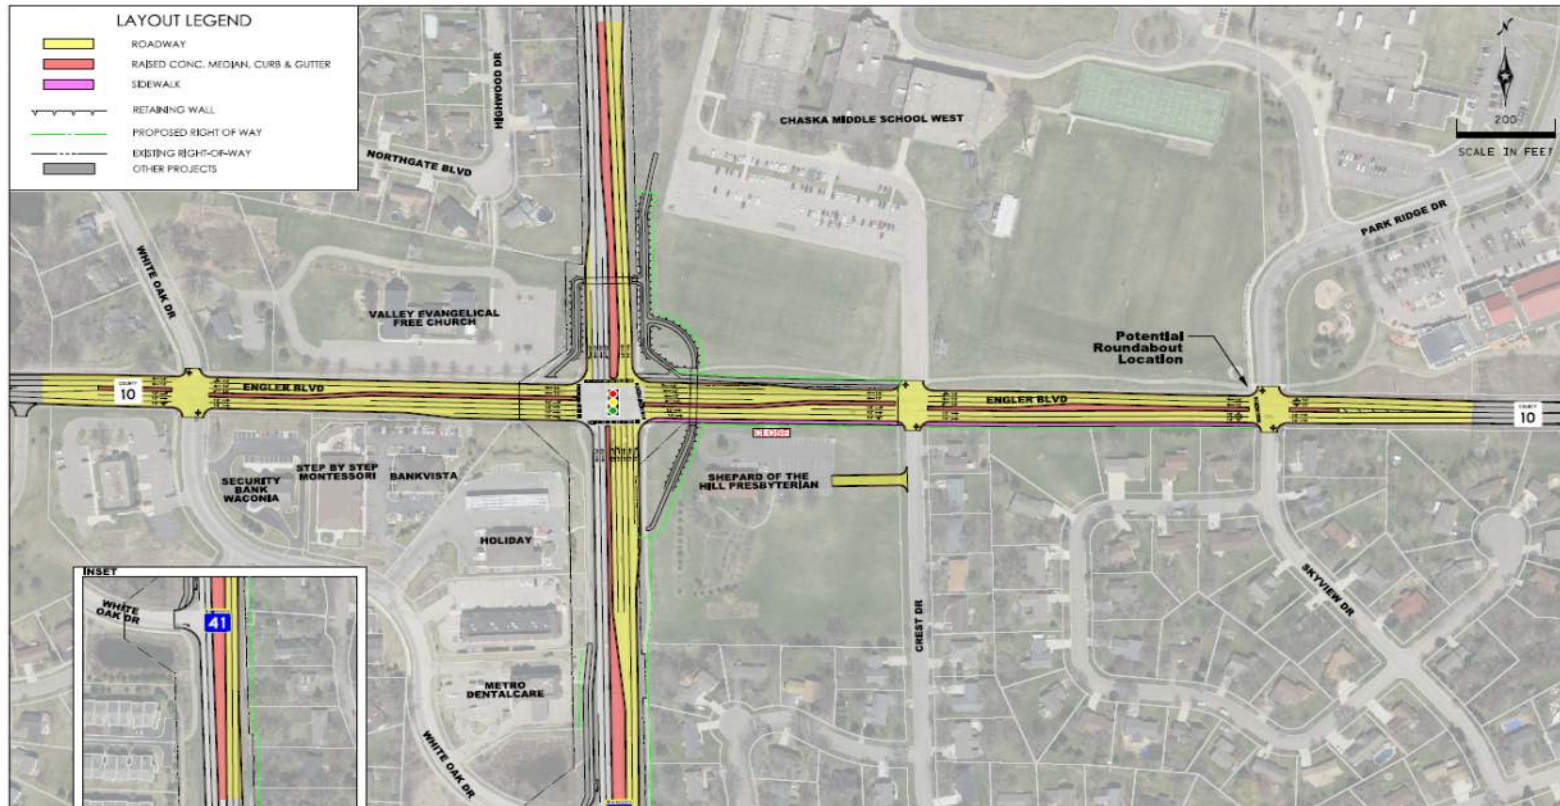 LAYOUT LEGEND
ROADWAY
RAISED CONC. MEDIAN, CURB & GUTTER
SIDEWALK
RETAINING WALL
PROPOSED RIGHT OF WAY
EXISTING RIGHT-OF-WAY
OTHER PROJECTS
N
200
SCALE IN FEET
HIGHWOOD DR
NORTHGATE BLVD
CHASKA MIDDLE SCHOOL WEST
PARK RIDGE DR
WHITE OAK DR
VALLEY EVANGELICAL
FREE CHURCH
Potential
Roundabout
Location
COUNTY
10
ENGLER BLVD
ENGLER BLVD
COUNTY
10
CLOSE
STEP BY STEP
MONTESSORI
BANKVISTA
SECURITY
BANK
WACONIA
SHEPARD OF THE
HILL PRESBYTERIAN
HOLIDAY
SKYVIEW DR
CREST DR
METRO
DENTALCARE
WHITE OAK DR
INSET
WHITE
OAK DR
41